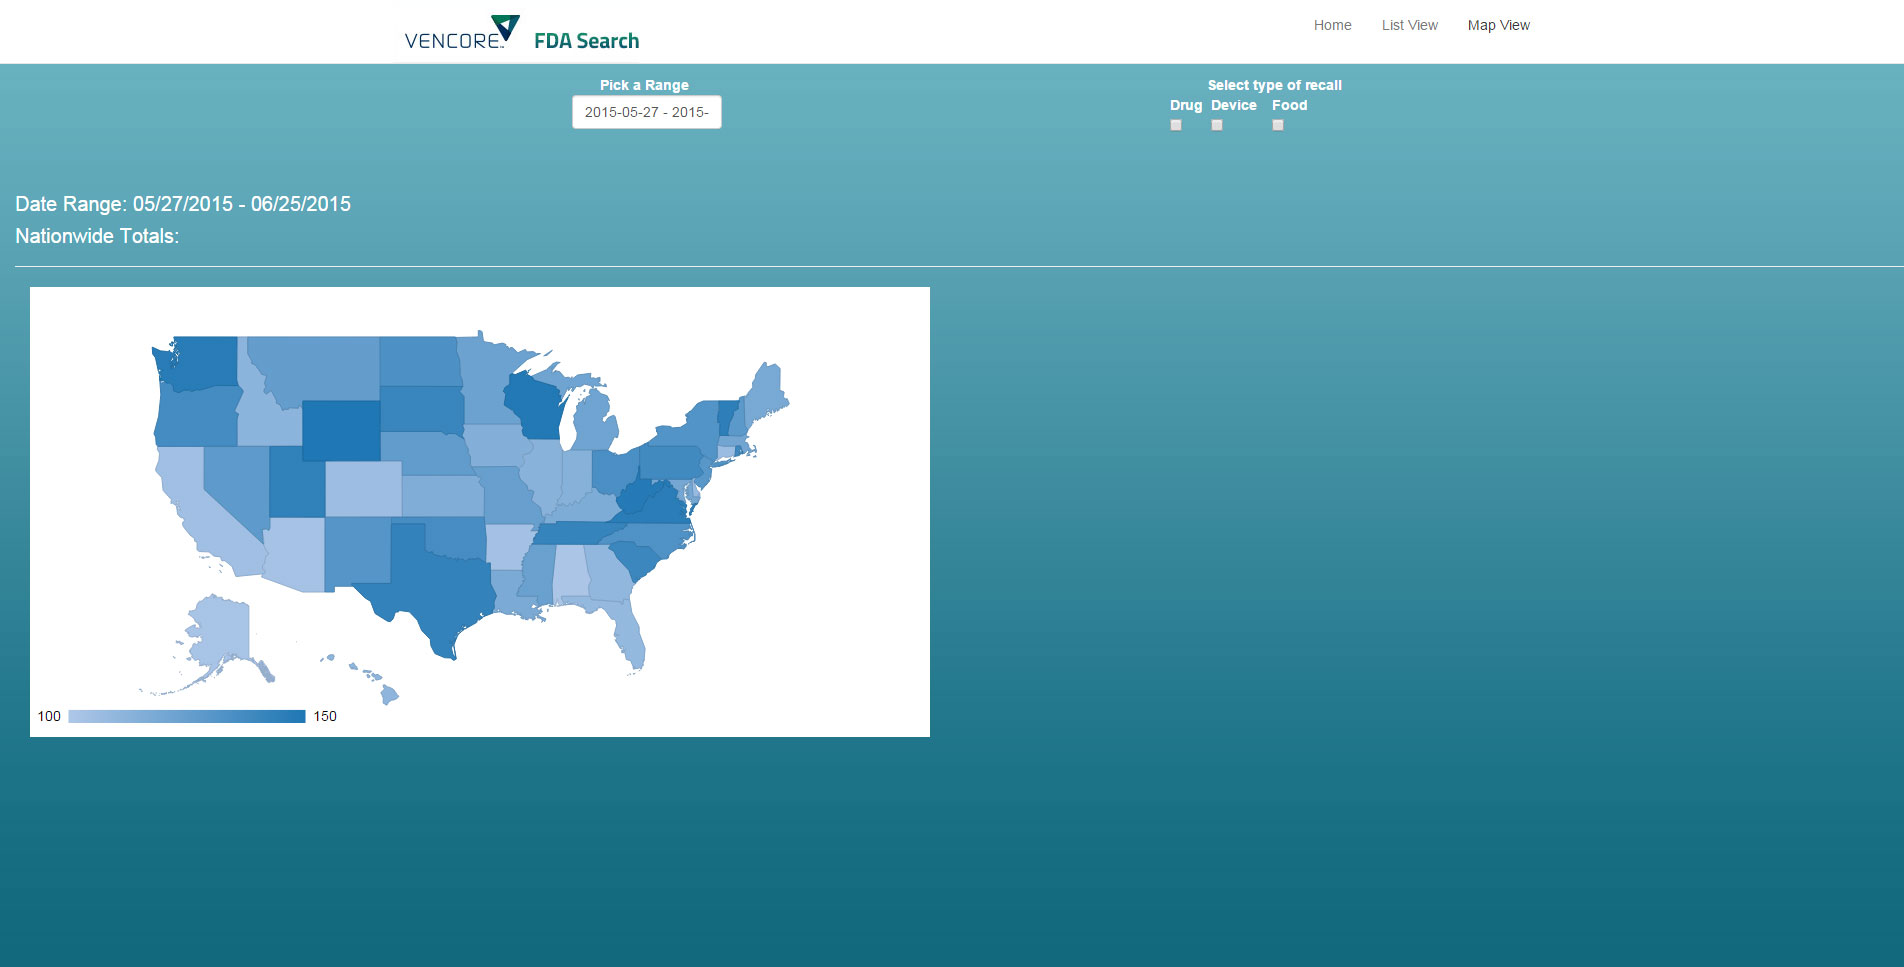 VENCORE FDA Search
Home List View Map View
Pick a Range
2015-05-27 - 2015-
Select type of recall
Drug Device Food
Date Range: 05/27/2015 - 06/25/2015
Nationwide Totals:
100 150